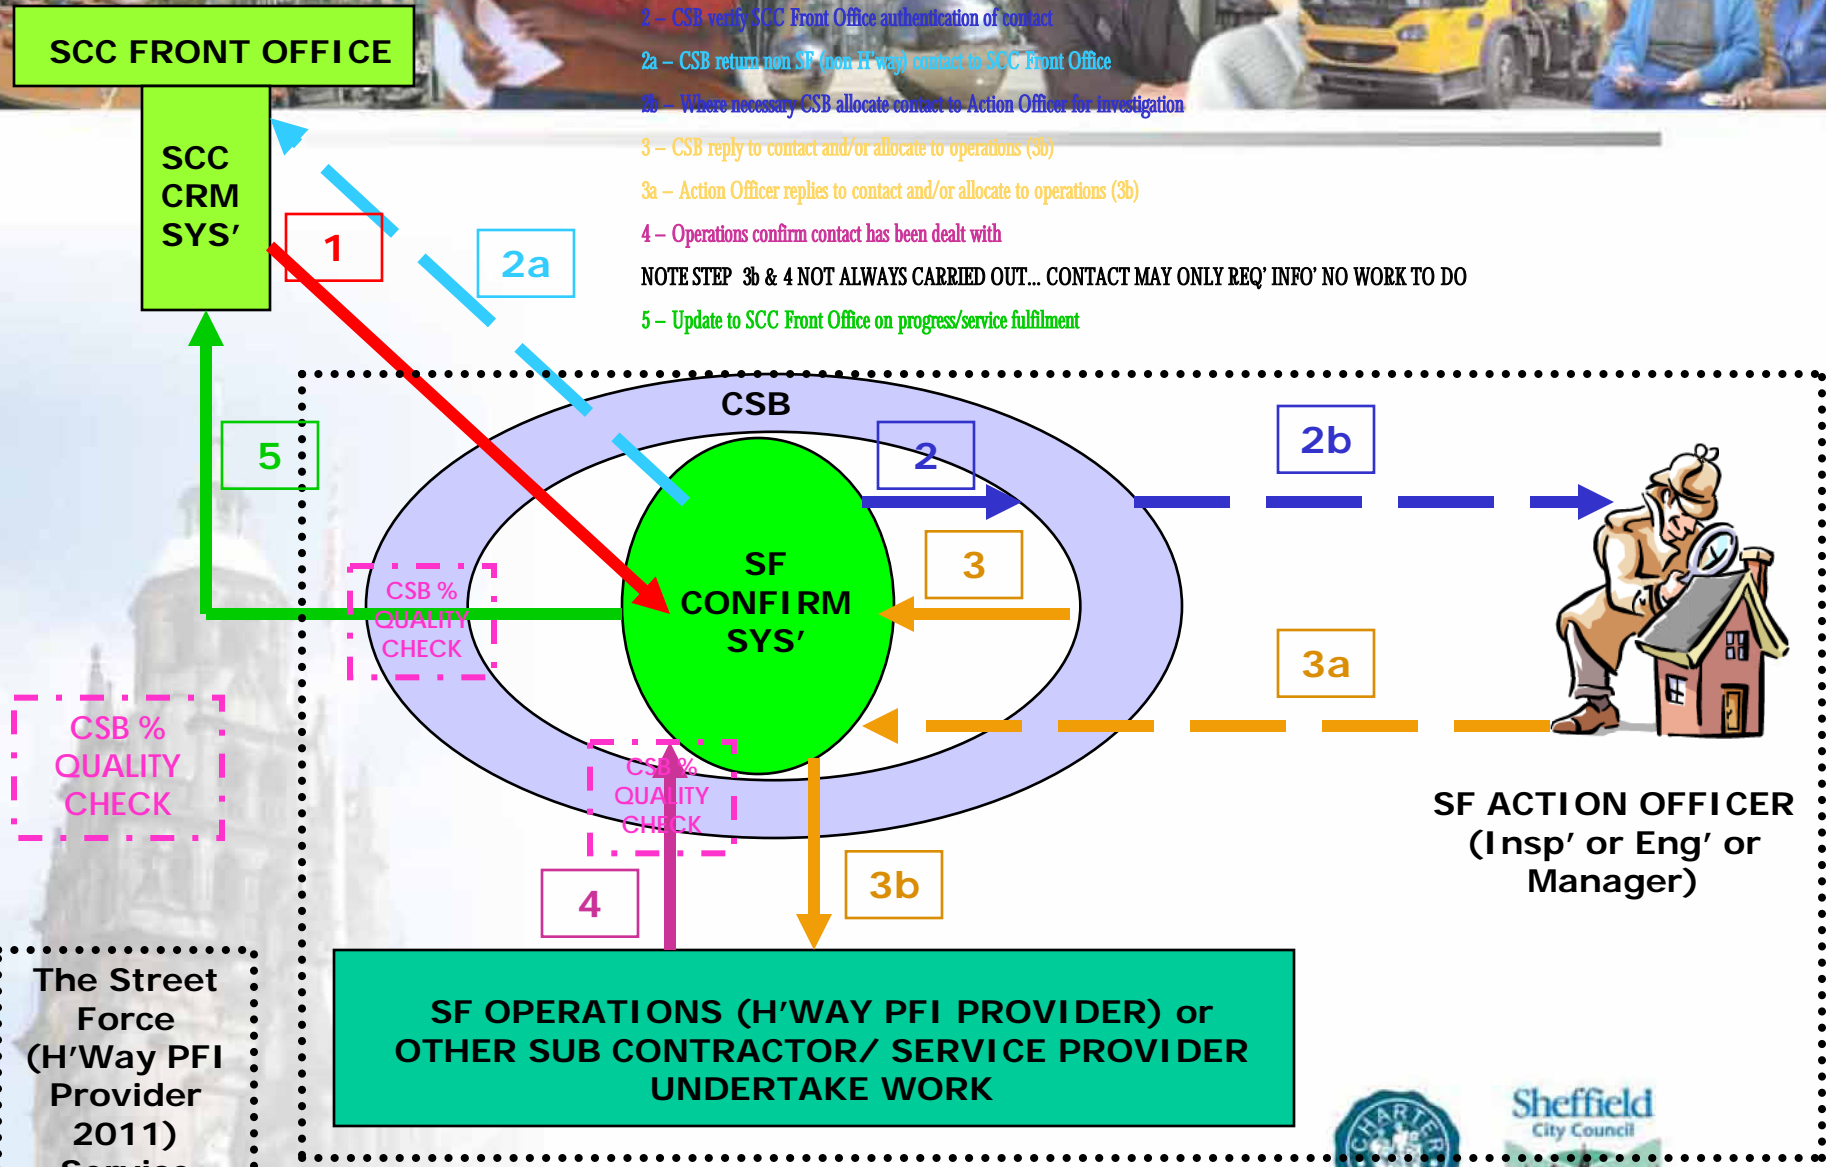 SCC FRONT OFFICE
2 – CSB verify SCC Front Office authentication of contact
2a – CSB return non SF (non H'way) contact to SCC Front Office
2b – Where necessary CSB allocate contact to Action Officer for investigation
3 – CSB reply to contact and/or allocate to operations (3b)
3a – Action Officer replies to contact and/or allocate to operations (3b)
4 – Operations confirm contact has been dealt with
NOTE STEP 3b & 4 NOT ALWAYS CARRIED OUT... CONTACT MAY ONLY REQ' INFO' NO WORK TO DO
5 – Update to SCC Front Office on progress/service fulfilment
SCC
CRM
SYS'
1
2a
CSB
5
2
2b
SF
CONFIRM
SYS'
3
3a
CSB %
QUALITY
CHECK
CSB %
QUALITY
CHECK
CSB %
QUALITY
CHECK
SF ACTION OFFICER
(Insp' or Eng' or
Manager)
4
3b
The Street
Force
(H'Way PFI
Provider
2011)
Service
SF OPERATIONS (H'WAY PFI PROVIDER) or
OTHER SUB CONTRACTOR/ SERVICE PROVIDER
UNDERTAKE WORK
CHARTER
Sheffield
City Council